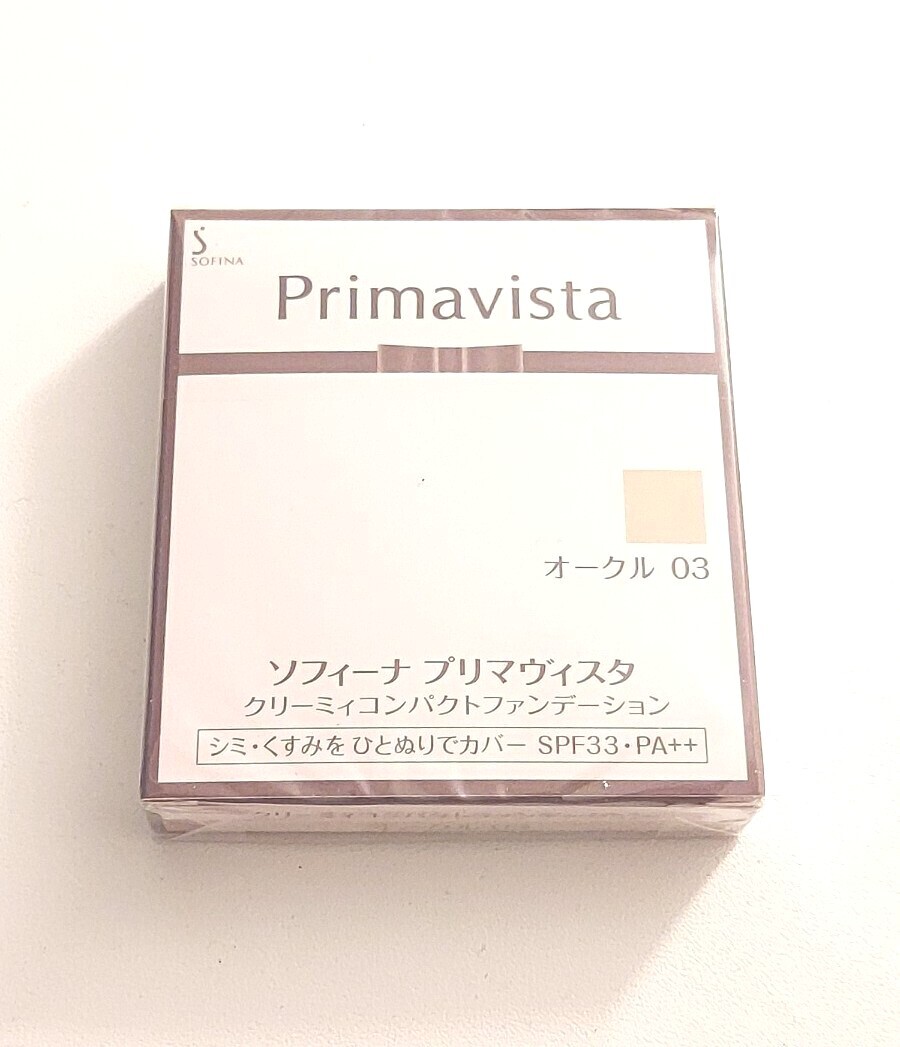 SOFINA
Primavista
オークル 03
ソフィーナ プリマヴィスタ
クリーミィコンパクトファンデーション
シミ・くすみを ひとぬりでカバー SPF33・PA++